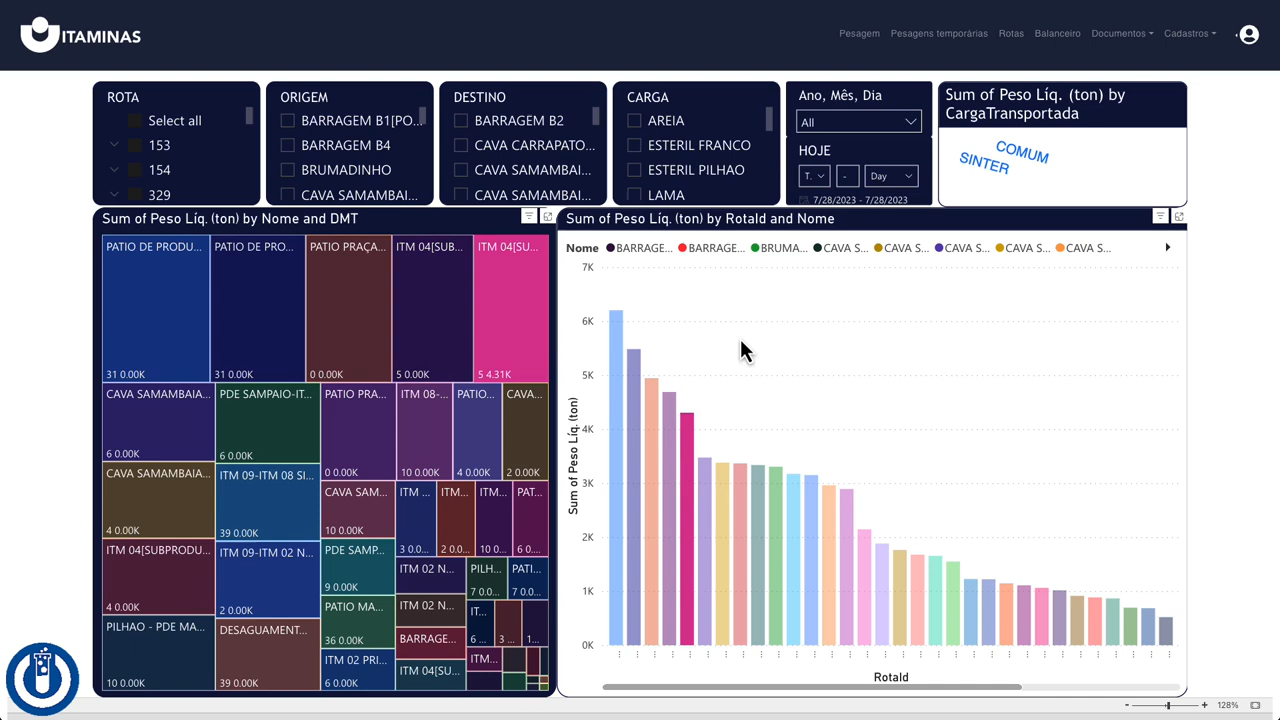 ITAMINAS
Pesagem Pesagens temporárias Rotas Balanceiro Documentos Cadastros
ROTA
Select all
153
154
329
ORIGEM
BARRAGEM B1[PO...
BARRAGEM B4
BRUMADINHO
CAVA SAMAMBAI...
DESTINO
BARRAGEM B2
CAVA CARRAPATO...
CAVA SAMAMBAI...
CAVA SAMAMBAI...
CARGA
AREIA
ESTERIL FRANCO
ESTERIL PILHAO
LAMA
Ano, Mês, Dia
All
HOJE
T. - Day
7/28/2023 - 7/28/2023
Sum of Peso Líq. (ton) by
CargaTransportada
COMUM
SINTER
Sum of Peso Líq. (ton) by Nome and DMT
PATIO DE PRODU...
31 0.00K
PATIO DE PRO...
31 0.00K
PATIO PRAÇA...
0 0.00K
ITM 04[SUB...
5 0.00K
ITM 04[SU...
5 4.31K
CAVA SAMAMBAIA...
6 0.00K
PDE SAMPAIO-IT...
6 0.00K
PATIO PRA...
0 0.00K
ITM 08-...
10 0.00K
PATIO...
4 0.00K
CAVA...
2 0.00K
CAVA SAMAMBAIA...
4 0.00K
ITM 09-ITM 08 SI...
39 0.00K
CAVA SAM...
10 0.00K
ITM ...
3 0.0...
ITM...
2 0.0...
ITM...
10 0...
PAT...
6 0....
ITM 04[SUBPRODU...
4 0.00K
ITM 09-ITM 02 N...
2 0.00K
PDE SAMP...
9 0.00K
ITM 02 N...
PILH...
7 0.0...
PATI...
7 0.0...
PATIO MA...
36 0.00K
ITM 02 N...
IT...
6 ...
3 ...
1...
PILHAO - PDE MA...
10 0.00K
DESAGUAMENT...
39 0.00K
BARRAGE...
ITM 02 PRI...
6 0.00K
ITM 04[SU...
ITM...
Sum of Peso Líq. (ton) by RotaId and Nome
Nome BARRAGE... BARRAGE... BRUMA... CAVA S... CAVA S... CAVA S... CAVA S... CAVA S...
7K
6K
5K
4K
3K
2K
1K
0K
Sum of Peso Líq. (ton)
RotaId
- + 128%